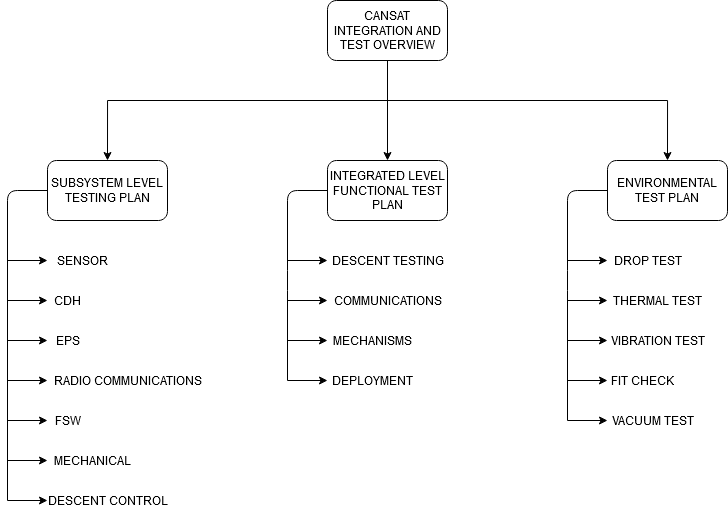 CANSAT
INTEGRATION AND
TEST OVERVIEW
SUBSYSTEM LEVEL
TESTING PLAN
SENSOR
CDH
EPS
RADIO COMMUNICATIONS
FSW
MECHANICAL
DESCENT CONTROL
INTEGRATED LEVEL
FUNCTIONAL TEST
PLAN
DESCENT TESTING
COMMUNICATIONS
MECHANISMS
DEPLOYMENT
ENVIRONMENTAL
TEST PLAN
DROP TEST
THERMAL TEST
VIBRATION TEST
FIT CHECK
VACUUM TEST